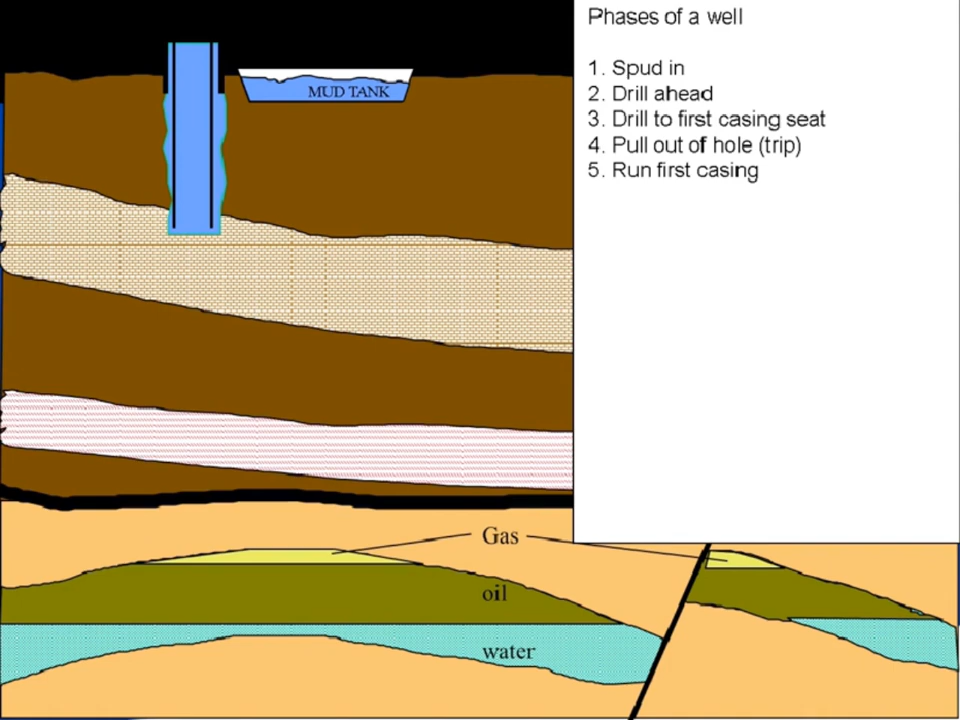 Phases of a well
1. Spud in
2. Drill ahead
3. Drill to first casing seat
4. Pull out of hole (trip)
5. Run first casing
MUD TANK
Gas
oil
water